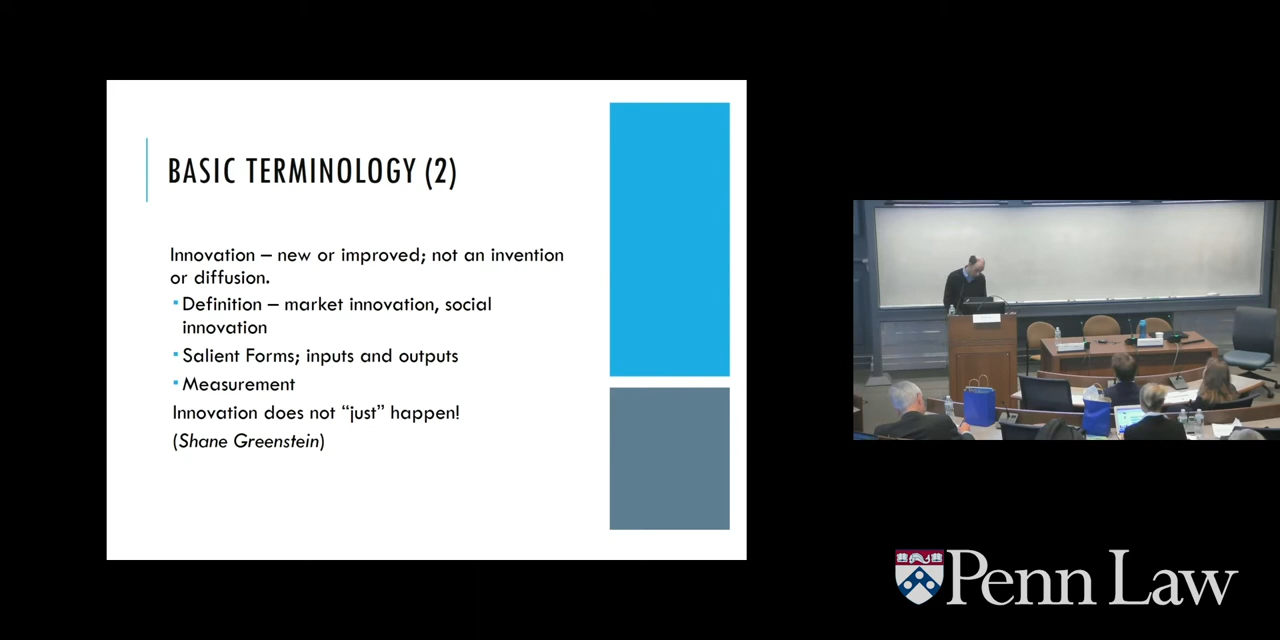 BASIC TERMINOLOGY (2)
Innovation – new or improved; not an invention
or diffusion.
▪Definition – market innovation, social
innovation
▪Salient Forms; inputs and outputs
▪Measurement
Innovation does not “just” happen!
(Shane Greenstein)
Penn Law